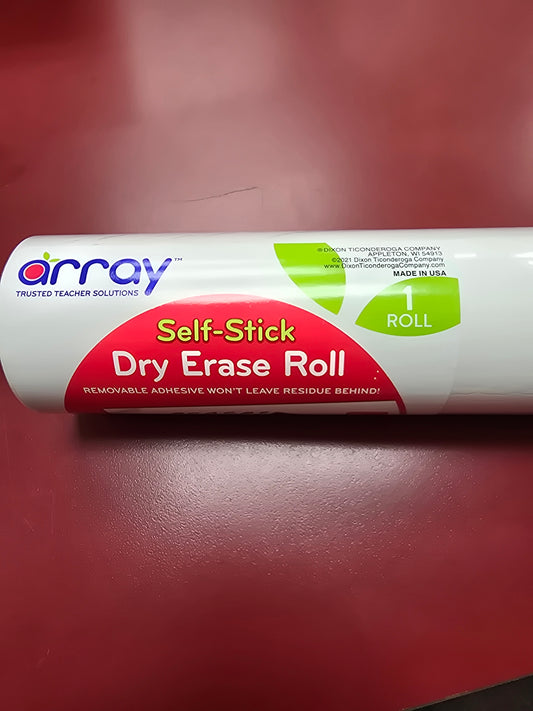 array™
TRUSTED TEACHER SOLUTIONS
®DIXON TICONDEROGA COMPANY
APPLETON, WI 54913
©2021 Dixon Ticonderoga Company
www.DixonTiconderogaCompany.com
MADE IN USA
1
ROLL
Self-Stick
Dry Erase Roll
REMOVABLE ADHESIVE WON'T LEAVE RESIDUE BEHIND!